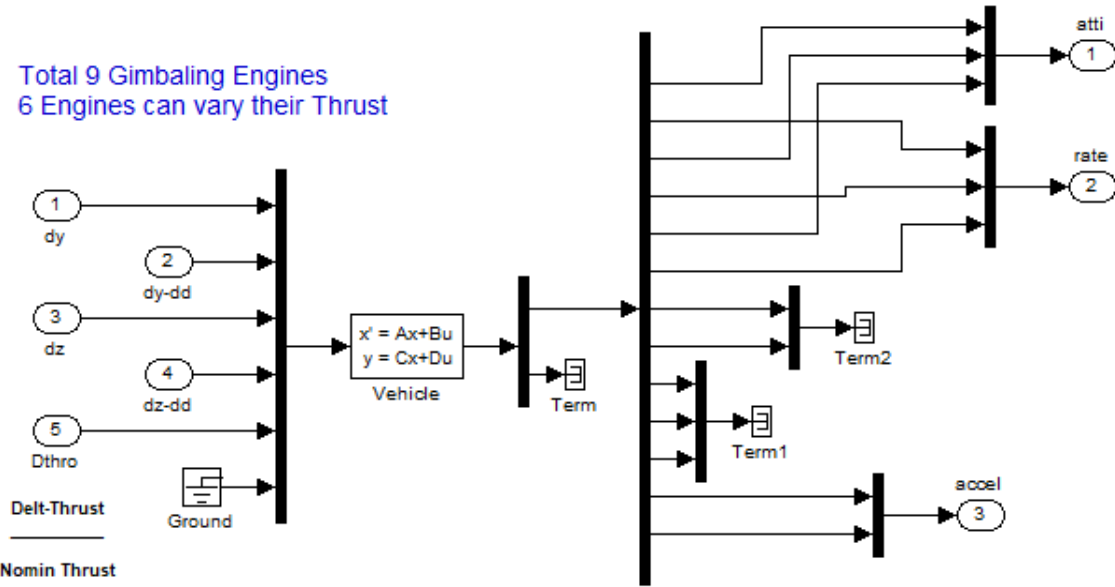 Total 9 Gimbaling Engines
6 Engines can vary their Thrust
1
dy
2
dy-dd
3
dz
4
dz-dd
5
Dthro
Ground
Delt-Thrust
Nomin Thrust
x' = Ax+Bu
y = Cx+Du
Vehicle
Term
atti
1
rate
2
Term2
Term1
accel
3